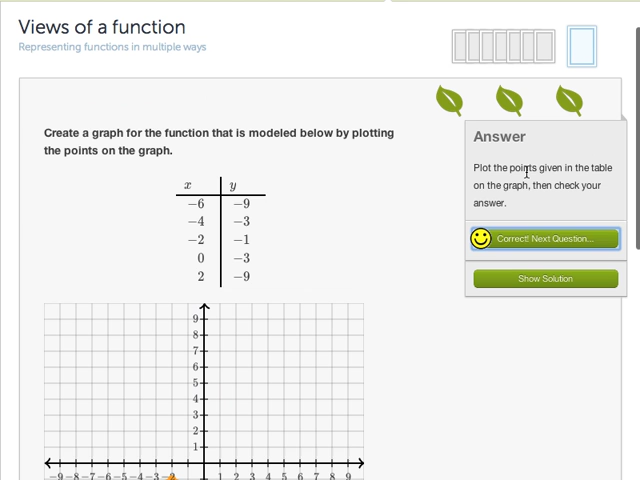 Views of a function
Representing functions in multiple ways
Create a graph for the function that is modeled below by plotting
the points on the graph.
x y
−6 −9
−4 −3
−2 −1
0 −3
2 −9
Answer
Plot the points given in the table
on the graph, then check your
answer.
Correct! Next Question...
Show Solution
9
8
7
6
5
4
3
2
1
−9 −8 −7 −6 −5 −4 −3 −2 1 2 3 4 5 6 7 8 9